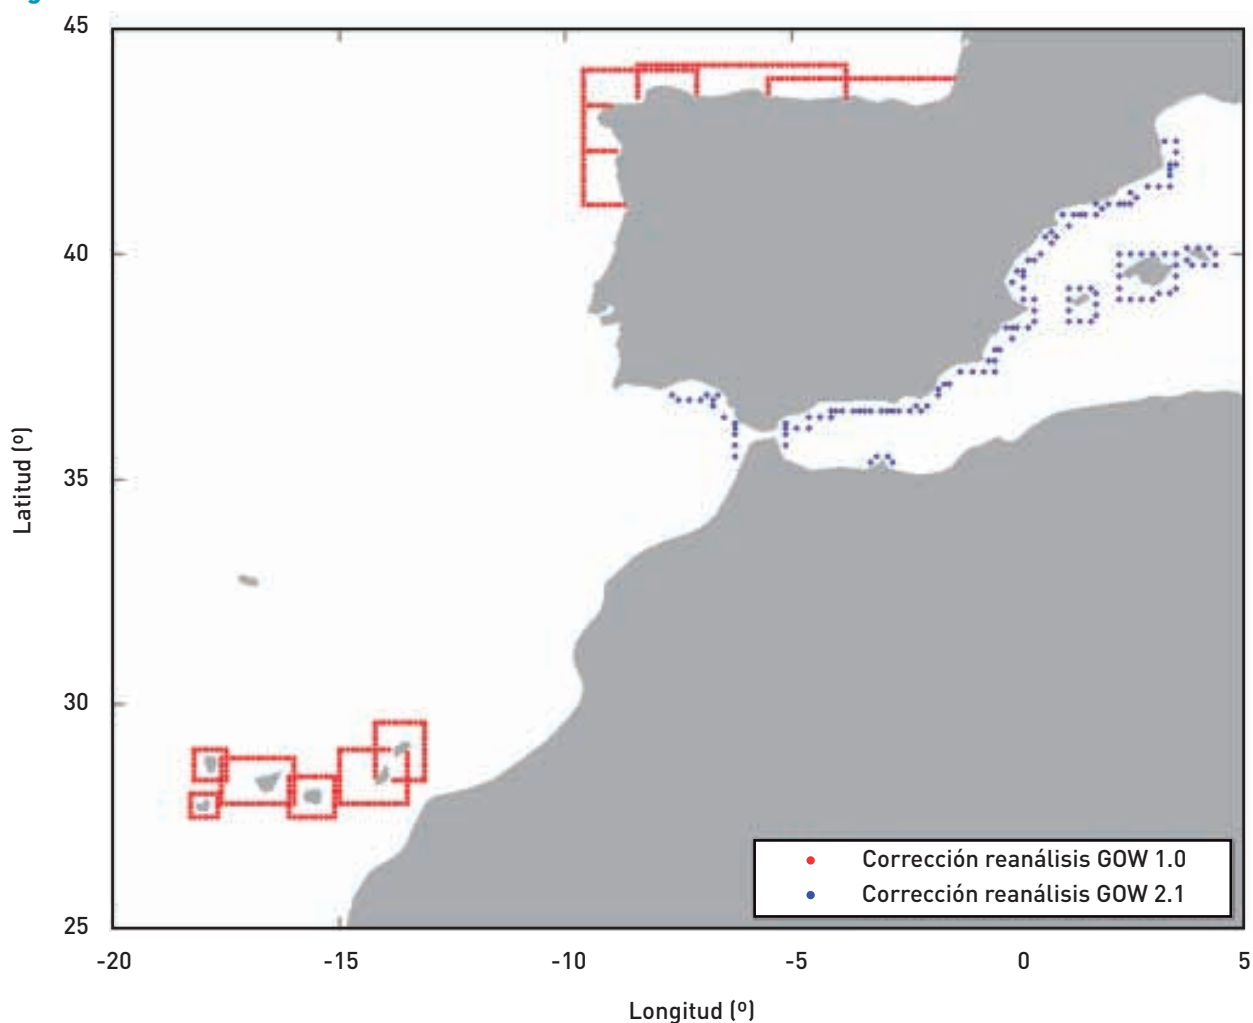 45
40
35
30
25
Latitud (º)
Corrección reanálisis GOW 1.0
Corrección reanálisis GOW 2.1
-20 -15 -10 -5 0 5
Longitud (º)